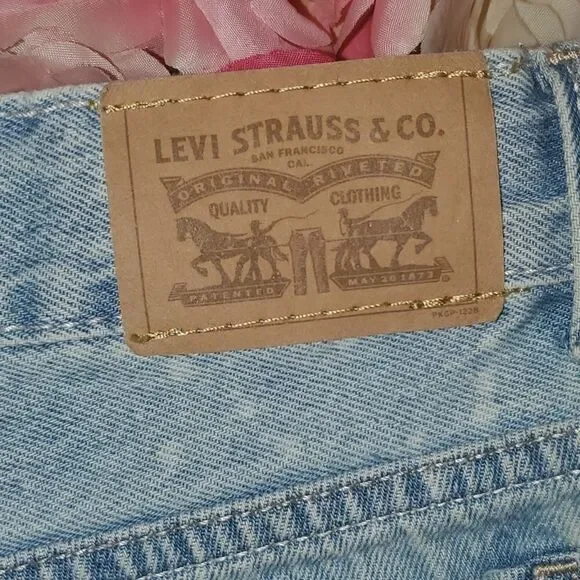 LEVI STRAUSS & CO.
SAN FRANCISCO
CAL.
ORIGINAL RIVETED
QUALITY CLOTHING
PATENTED MAY 20 1873 ®